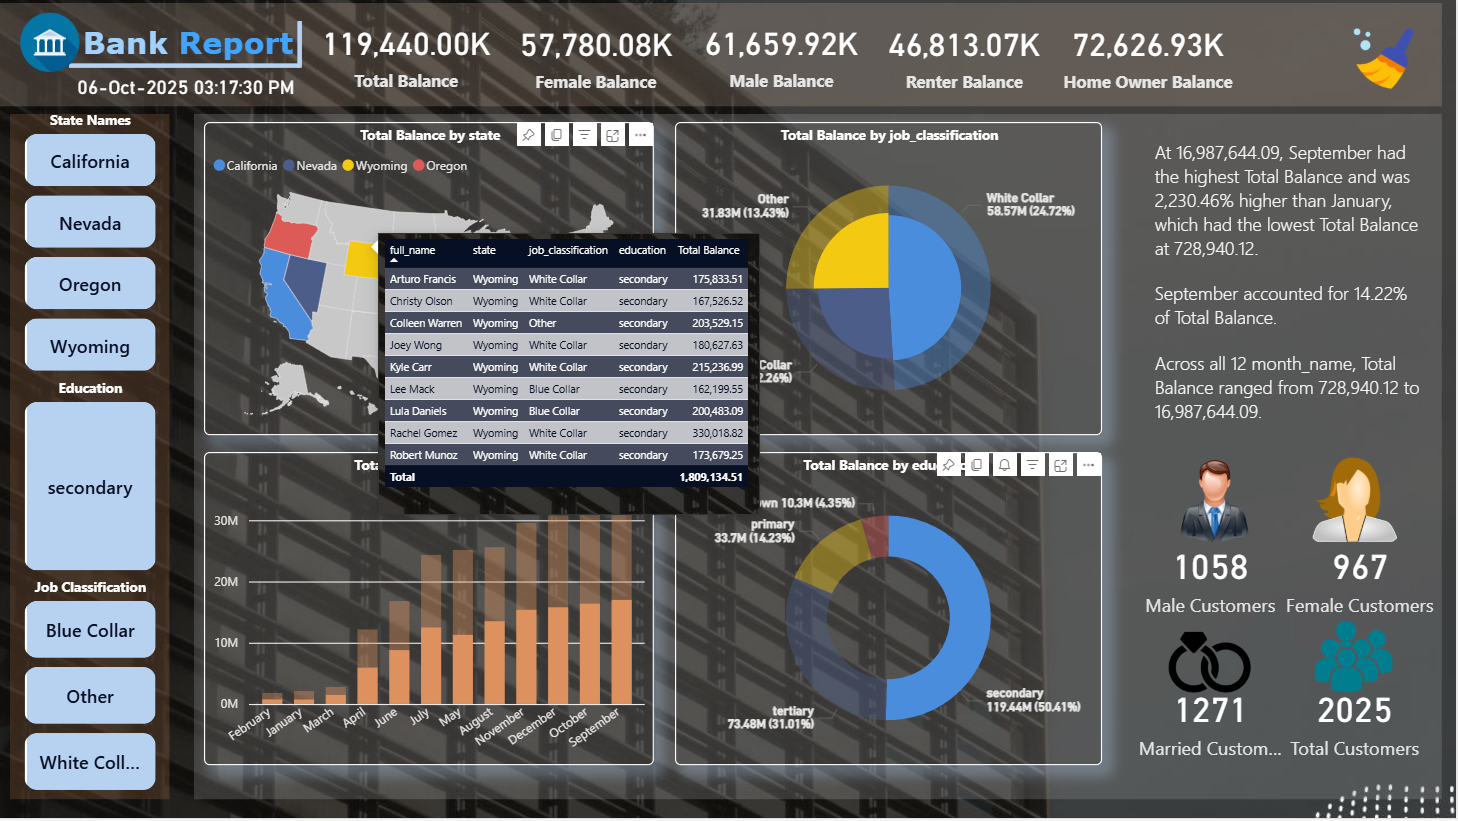 Bank Report
06-Oct-2025 03:17:30 PM
119,440.00K
Total Balance
57,780.08K
Female Balance
61,659.92K
Male Balance
46,813.07K
Renter Balance
72,626.93K
Home Owner Balance
State Names
California
Nevada
Oregon
Wyoming
Education
secondary
Job Classification
Blue Collar
Other
White Coll...
Total Balance by state
California Nevada Wyoming Oregon
full_name state job_classification education Total Balance
Arturo Francis Wyoming White Collar secondary 175,833.51
Christy Olson Wyoming White Collar secondary 167,526.52
Colleen Warren Wyoming Other secondary 203,529.15
Joey Wong Wyoming White Collar secondary 180,627.63
Kyle Carr Wyoming White Collar secondary 215,236.99
Lee Mack Wyoming Blue Collar secondary 162,199.55
Lula Daniels Wyoming Blue Collar secondary 200,483.09
Rachel Gomez Wyoming White Collar secondary 330,018.82
Robert Munoz Wyoming White Collar secondary 173,679.25
Total 1,809,134.51
Total Balance by job_classification
Other
31.83M (13.43%)
White Collar
58.57M (24.72%)
Collar
2.26%)
30M
20M
10M
0M
February
January
March
April
June
July
May
August
November
December
October
September
Total Balance by edu
own 10.3M (4.35%)
primary
33.7M (14.23%)
tertiary
73.48M (31.01%)
secondary
119.44M (50.41%)
At 16,987,644.09, September had
the highest Total Balance and was
2,230.46% higher than January,
which had the lowest Total Balance
at 728,940.12.
September accounted for 14.22%
of Total Balance.
Across all 12 month_name, Total
Balance ranged from 728,940.12 to
16,987,644.09.
1058
Male Customers
967
Female Customers
1271
Married Custom...
2025
Total Customers